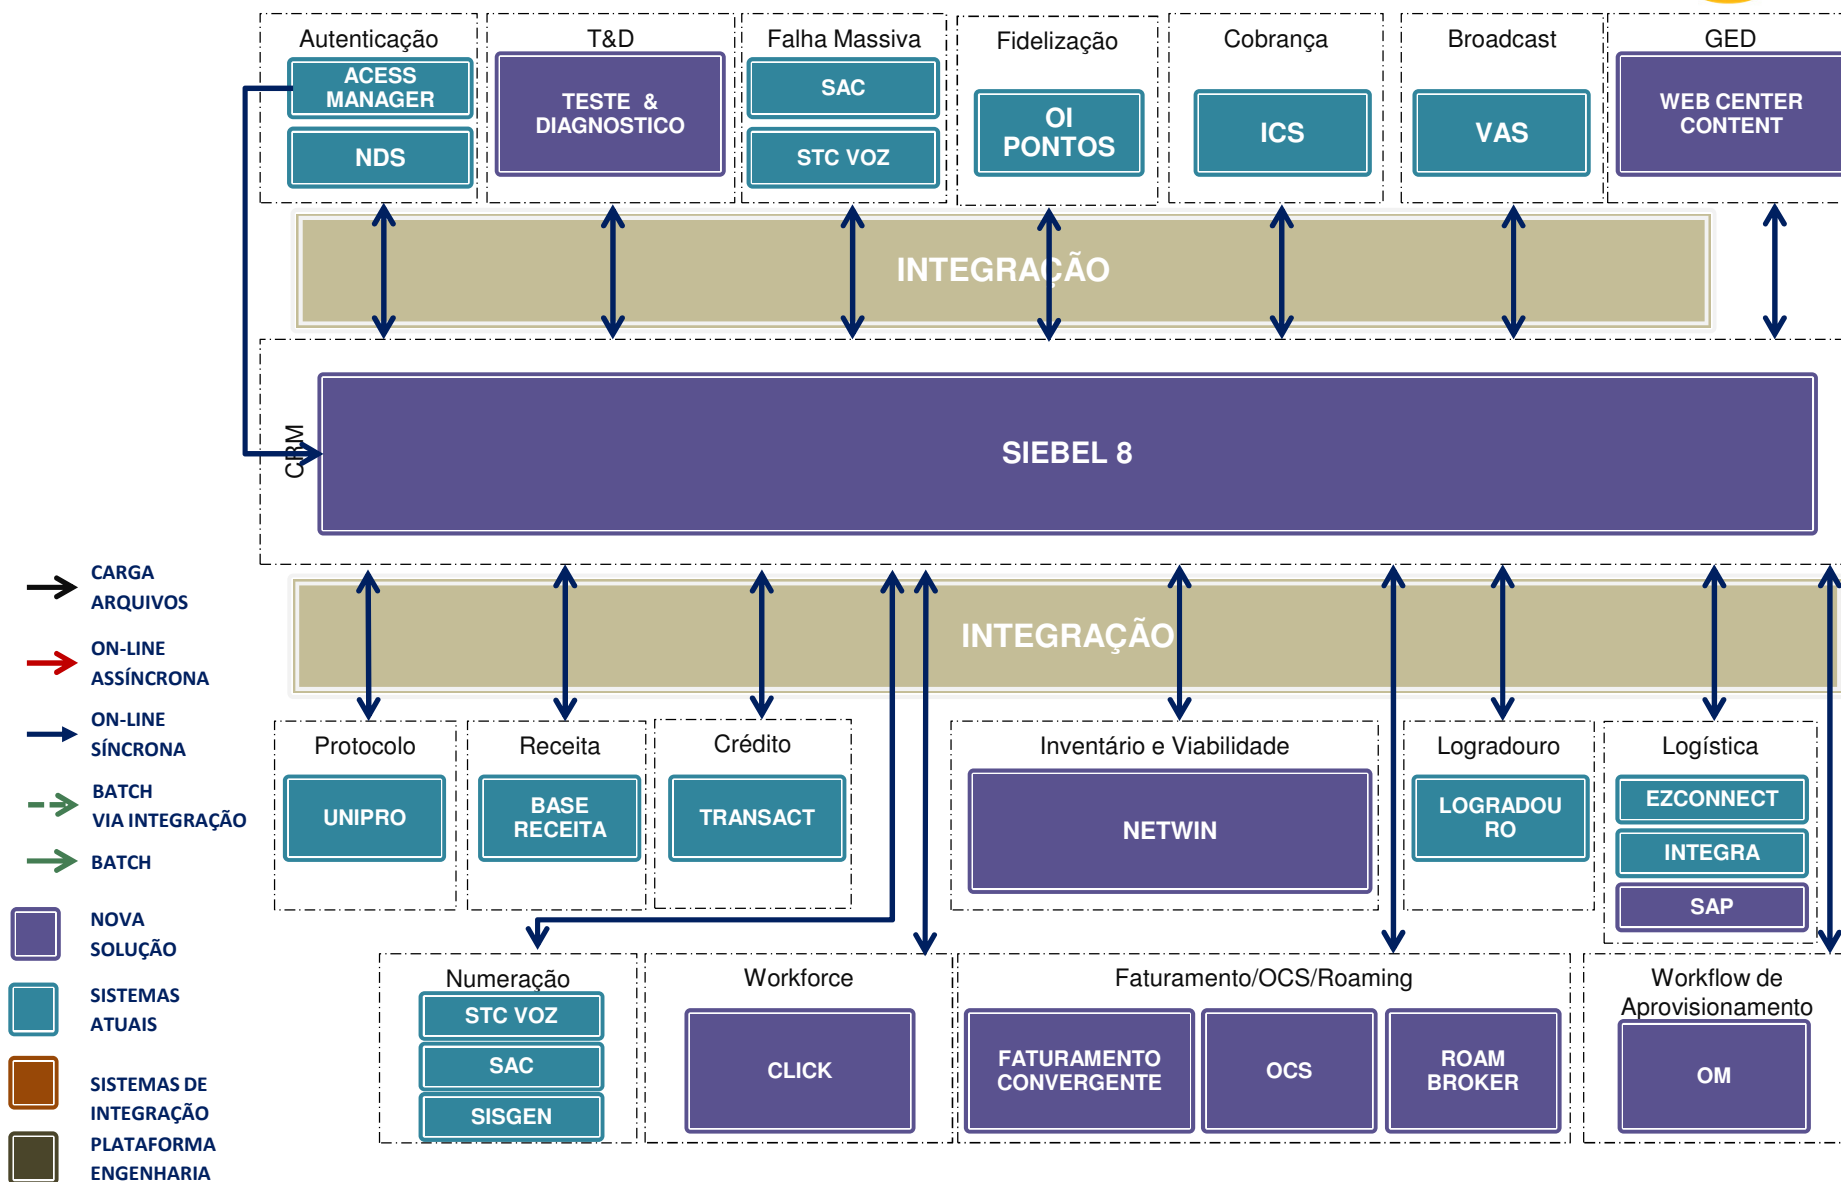 Autenticação
T&D
Falha Massiva
Fidelização
Cobrança
Broadcast
GED
ACESS
MANAGER
NDS
TESTE &
DIAGNOSTICO
SAC
STC VOZ
OI
PONTOS
ICS
VAS
WEB CENTER
CONTENT
INTEGRAÇÃO
CRM
SIEBEL 8
INTEGRAÇÃO
CARGA
ARQUIVOS
ON-LINE
ASSÍNCRONA
ON-LINE
SÍNCRONA
BATCH
VIA INTEGRAÇÃO
BATCH
NOVA
SOLUÇÃO
SISTEMAS
ATUAIS
SISTEMAS DE
INTEGRAÇÃO
PLATAFORMA
ENGENHARIA
Protocolo
UNIPRO
Receita
BASE
RECEITA
Crédito
TRANSACT
Inventário e Viabilidade
NETWIN
Logradouro
LOGRADOU
RO
Logística
EZCONNECT
INTEGRA
SAP
Numeração
STC VOZ
SAC
SISGEN
Workforce
CLICK
Faturamento/OCS/Roaming
FATURAMENTO
CONVERGENTE
OCS
ROAM
BROKER
Workflow de
Aprovisionamento
OM